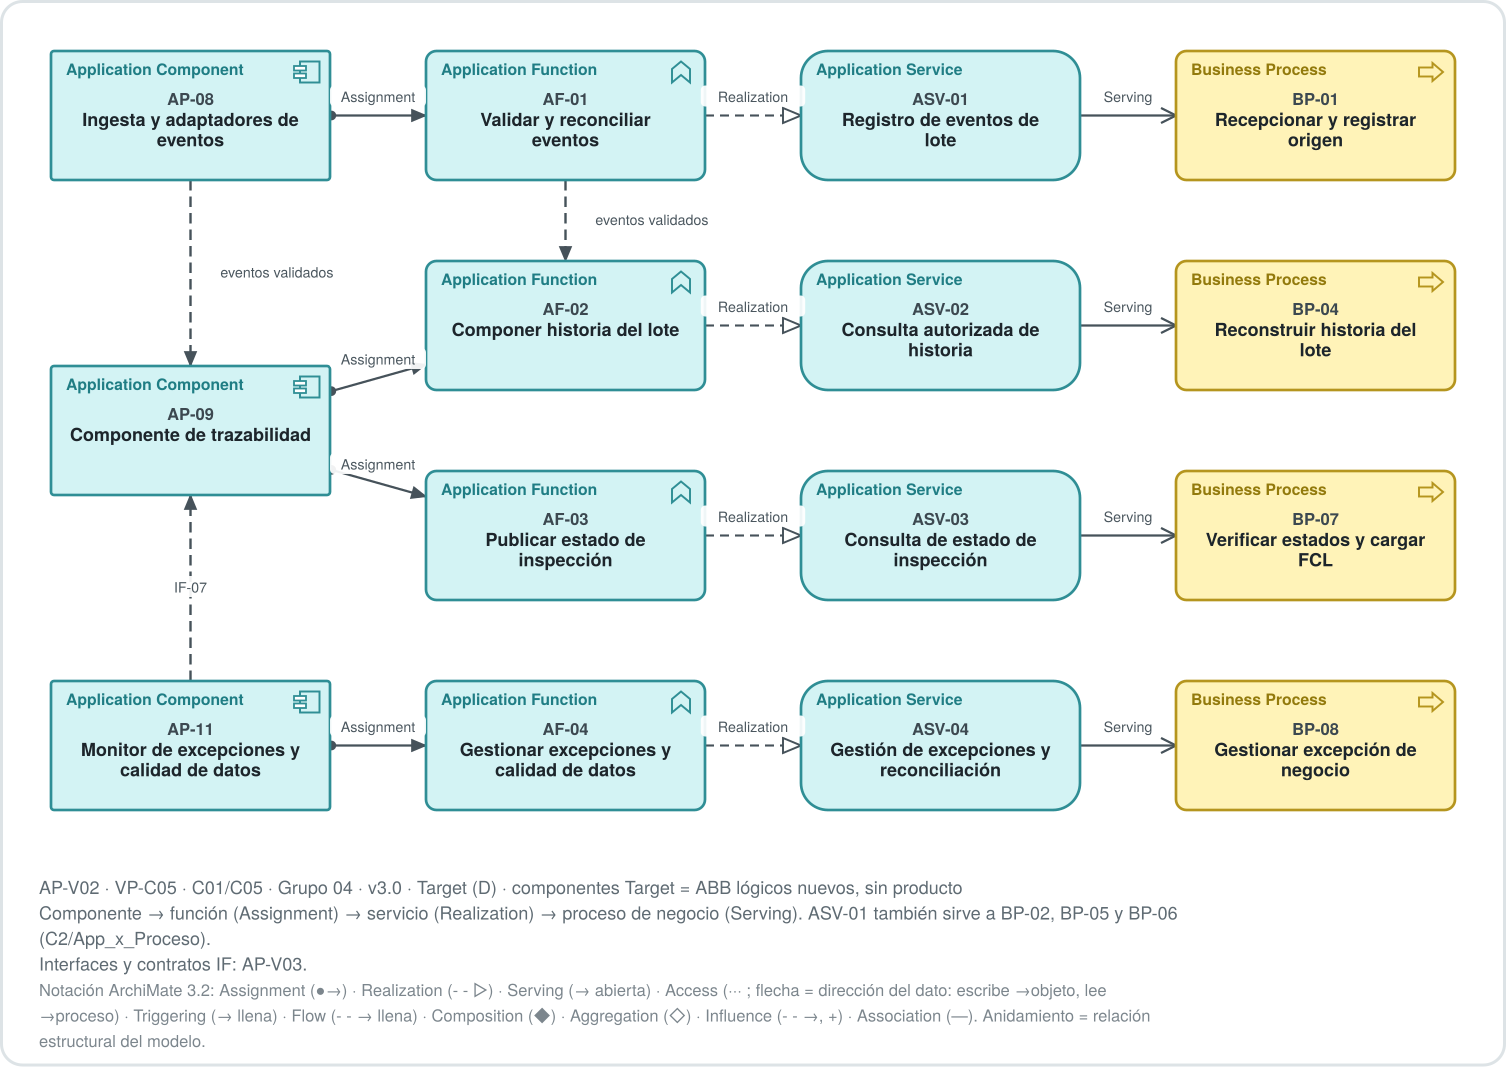 Application Component
AP-08
Ingesta y adaptadores de
eventos
Assignment
Application Function
AF-01
Validar y reconciliar
eventos
Realization
Application Service
ASV-01
Registro de eventos de
lote
Serving
Business Process
BP-01
Recepcionar y registrar
origen
eventos validados
eventos validados
Application Function
AF-02
Componer historia del lote
Realization
Application Service
ASV-02
Consulta autorizada de
historia
Serving
Business Process
BP-04
Reconstruir historia del
lote
Assignment
Application Component
AP-09
Componente de trazabilidad
Assignment
Application Function
AF-03
Publicar estado de
inspección
Realization
Application Service
ASV-03
Consulta de estado de
inspección
Serving
Business Process
BP-07
Verificar estados y cargar
FCL
IF-07
Application Component
AP-11
Monitor de excepciones y
calidad de datos
Assignment
Application Function
AF-04
Gestionar excepciones y
calidad de datos
Realization
Application Service
ASV-04
Gestión de excepciones y
reconciliación
Serving
Business Process
BP-08
Gestionar excepción de
negocio
AP-V02 · VP-C05 · C01/C05 · Grupo 04 · v3.0 · Target (D) · componentes Target = ABB lógicos nuevos, sin producto
Componente → función (Assignment) → servicio (Realization) → proceso de negocio (Serving). ASV-01 también sirve a BP-02, BP-05 y BP-06
(C2/App_x_Proceso).
Interfaces y contratos IF: AP-V03.
Notación ArchiMate 3.2: Assignment (●→) · Realization (- - ▷) · Serving (→ abierta) · Access (··· ; flecha = dirección del dato: escribe →objeto, lee
→proceso) · Triggering (→ llena) · Flow (- - → llena) · Composition (◆) · Aggregation (◇) · Influence (- - →, +) · Association (—). Anidamiento = relación
estructural del modelo.